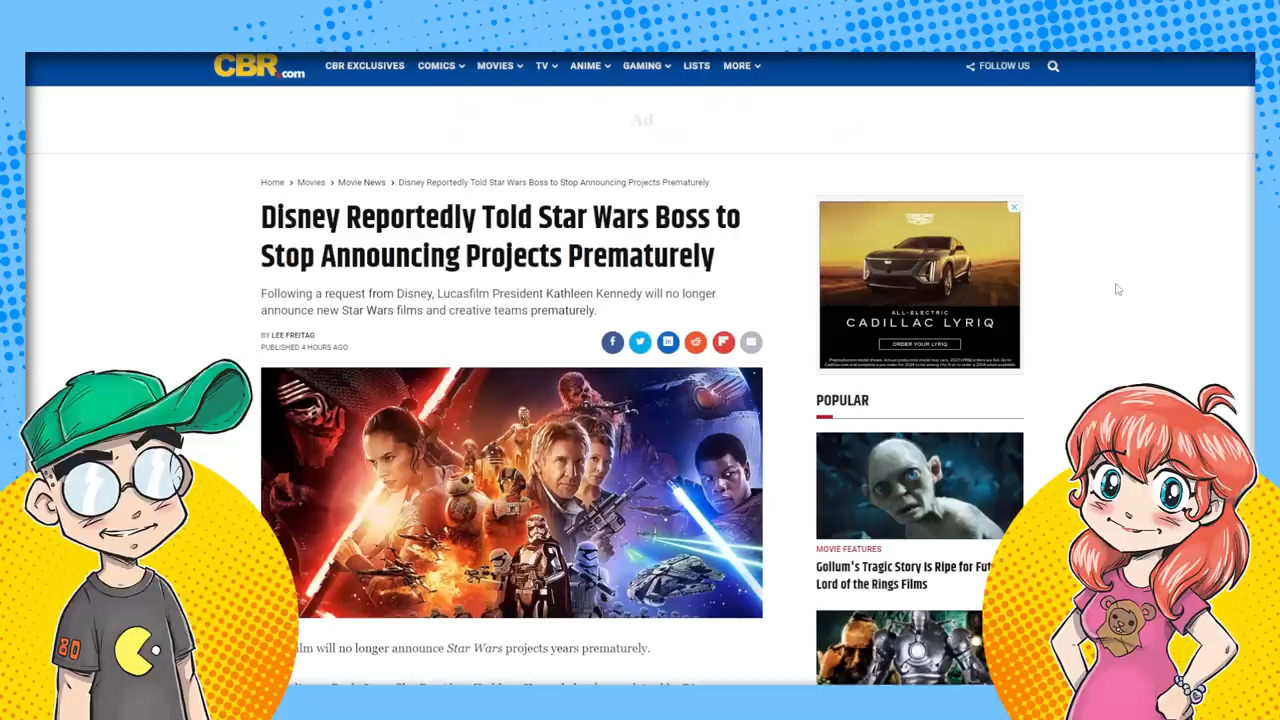 CBR.com
CBR EXCLUSIVES COMICS MOVIES TV ANIME GAMING LISTS MORE FOLLOW US
Ad
Home > Movies > Movie News > Disney Reportedly Told Star Wars Boss to Stop Announcing Projects Prematurely
Disney Reportedly Told Star Wars Boss to
Stop Announcing Projects Prematurely
Following a request from Disney, Lucasfilm President Kathleen Kennedy will no longer
announce new Star Wars films and creative teams prematurely.
BY LEE FREITAG
PUBLISHED 4 HOURS AGO
ALL-ELECTRIC
CADILLAC LYRIQ
ORDER YOUR LYRIQ
POPULAR
MOVIE FEATURES
Gollum's Tragic Story Is Ripe for Fut
Lord of the Rings Films
ilm will no longer announce Star Wars projects years prematurely.
80